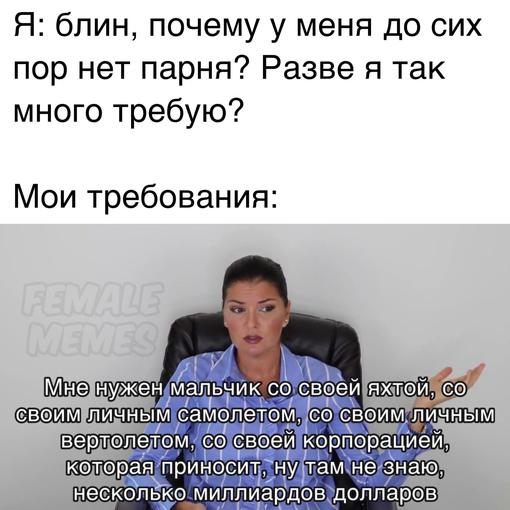 Я: блин, почему у меня до сих
пор нет парня? Разве я так
много требую?
Мои требования:
FEMALE
MEMES
Мне нужен мальчик со своей яхтой, со
своим личным самолетом, со своим личным
вертолетом, со своей корпорацией,
которая приносит, ну там не знаю,
несколько миллиардов долларов